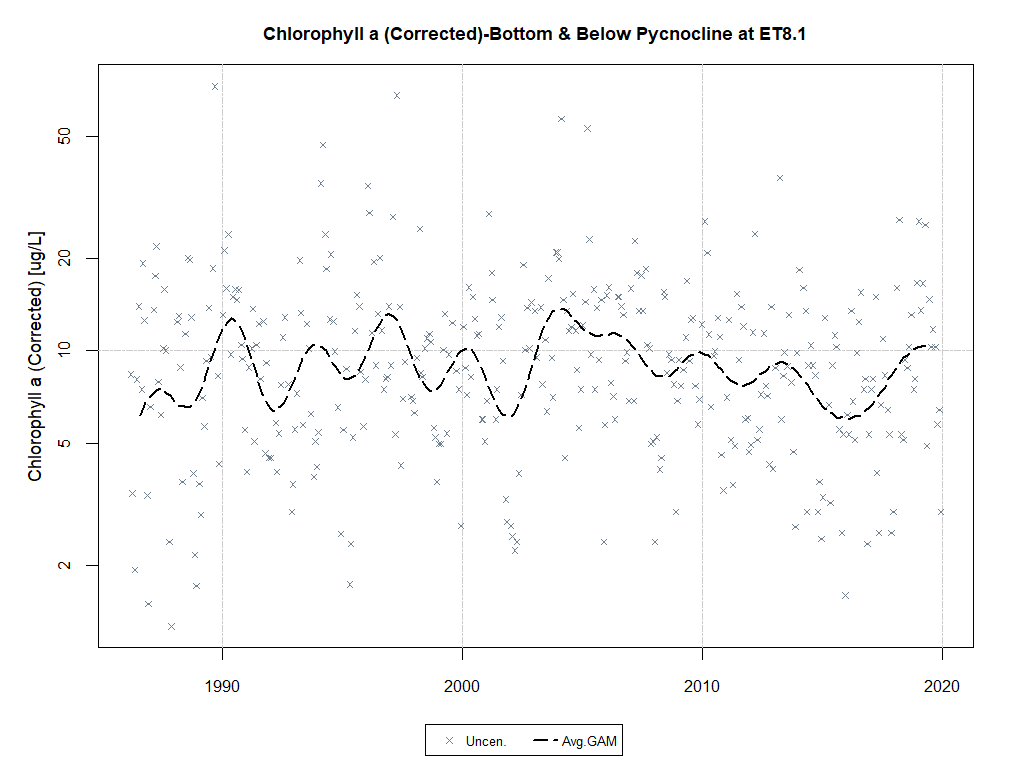 Chlorophyll a (Corrected)-Bottom & Below Pycnocline at ET8.1
Chlorophyll a (Corrected) [ug/L]
50
20
10
5
2
1990 2000 2010 2020
Uncen. Avg.GAM